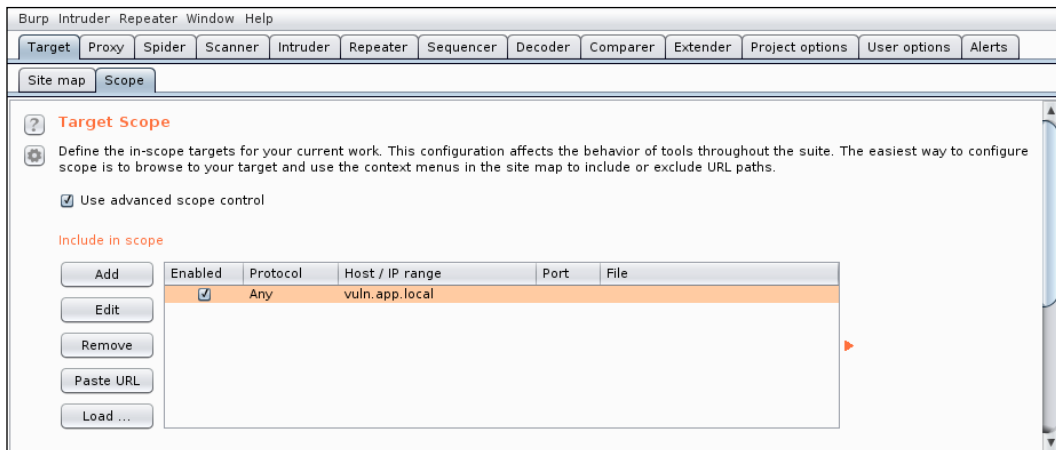 Burp Intruder Repeater Window Help
Target Proxy Spider Scanner Intruder Repeater Sequencer Decoder Comparer Extender Project options User options Alerts
Site map Scope
? Target Scope
Define the in-scope targets for your current work. This configuration affects the behavior of tools throughout the suite. The easiest way to configure
scope is to browse to your target and use the context menus in the site map to include or exclude URL paths.
Use advanced scope control
Include in scope
Add Enabled Protocol Host / IP range Port File
Any vuln.app.local
Edit
Remove
Paste URL
Load ...